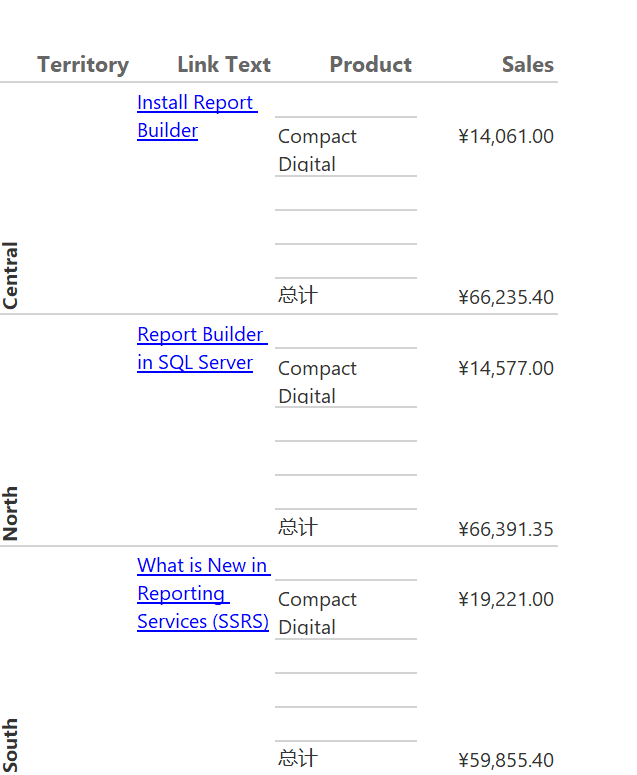 Territory Link Text Product Sales
Install Report
Builder
Compact
Digital
¥14,061.00
Central
总计 ¥66,235.40
Report Builder
in SQL Server
Compact
Digital
¥14,577.00
North
总计 ¥66,391.35
What is New in
Reporting
Services (SSRS)
Compact
Digital
¥19,221.00
South
总计 ¥59,855.40